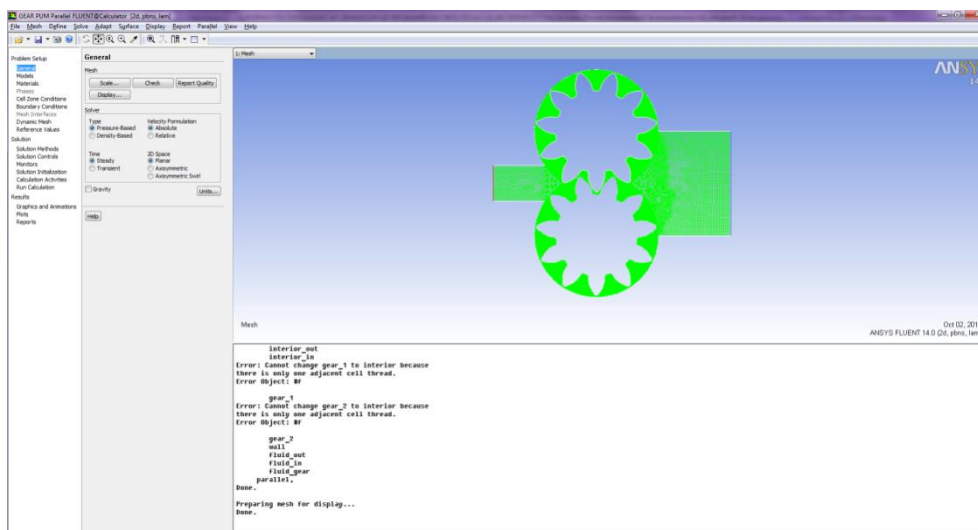 GEAR PUM Parallel FLUENT@Calculator [2d, pbns, lam]
File Mesh Define Solve Adapt Surface Display Report Parallel View Help
Problem Setup
General
Models
Materials
Phases
Cell Zone Conditions
Boundary Conditions
Mesh Interfaces
Dynamic Mesh
Reference Values
Solution
Solution Methods
Solution Controls
Monitors
Solution Initialization
Calculation Activities
Run Calculation
Results
Graphics and Animations
Plots
Reports
General
Mesh
Scale... Check Report Quality
Display...
Solver
Type Velocity Formulation
Pressure-Based Absolute
Density-Based Relative
Time 2D Space
Steady Planar
Transient Axisymmetric
Axisymmetric Swirl
Gravity Units...
Help
1: Mesh
ANSYS
14
Mesh
Oct 02, 201
ANSYS FLUENT 14.0 (2d, pbns, lam
interior_out
interior_in
Error: Cannot change gear_1 to interior because
there is only one adjacent cell thread.
Error Object: #f
gear_1
Error: Cannot change gear_2 to interior because
there is only one adjacent cell thread.
Error Object: #f
gear_2
wall
fluid_out
fluid_in
fluid_gear
parallel,
Done.
Preparing mesh for display...
Done.